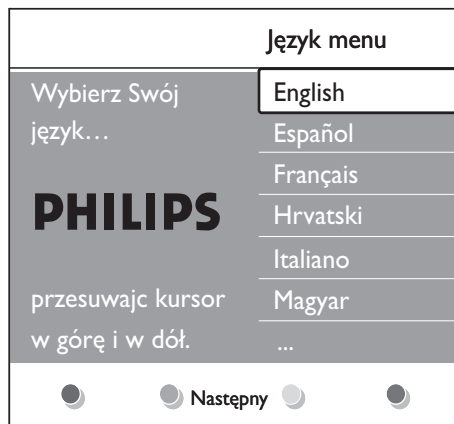 Język menu
Wybierz Swój
język…
PHILIPS
przesuwajc kursor
w górę i w dół.
English
Español
Français
Hrvatski
Italiano
Magyar
...
Następny